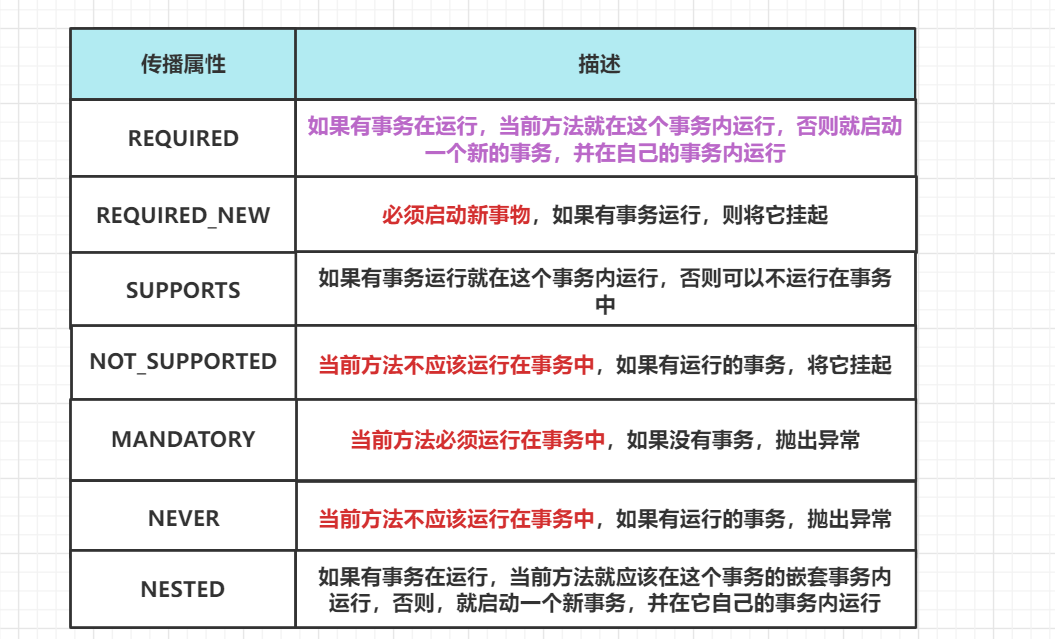 传播属性
描述
REQUIRED
如果有事务在运行，当前方法就在这个事务内运行，否则就启动
一个新的事务，并在自己的事务内运行
REQUIRED_NEW
必须启动新事物，如果有事务运行，则将它挂起
SUPPORTS
如果有事务运行就在这个事务内运行，否则可以不运行在事务
中
NOT_SUPPORTED
当前方法不应该运行在事务中，如果有运行的事务，将它挂起
MANDATORY
当前方法必须运行在事务中，如果没有事务，抛出异常
NEVER
当前方法不应该运行在事务中，如果有运行的事务，抛出异常
NESTED
如果有事务在运行，当前方法就应该在这个事务的嵌套事务内
运行，否则，就启动一个新事务，并在它自己的事务内运行